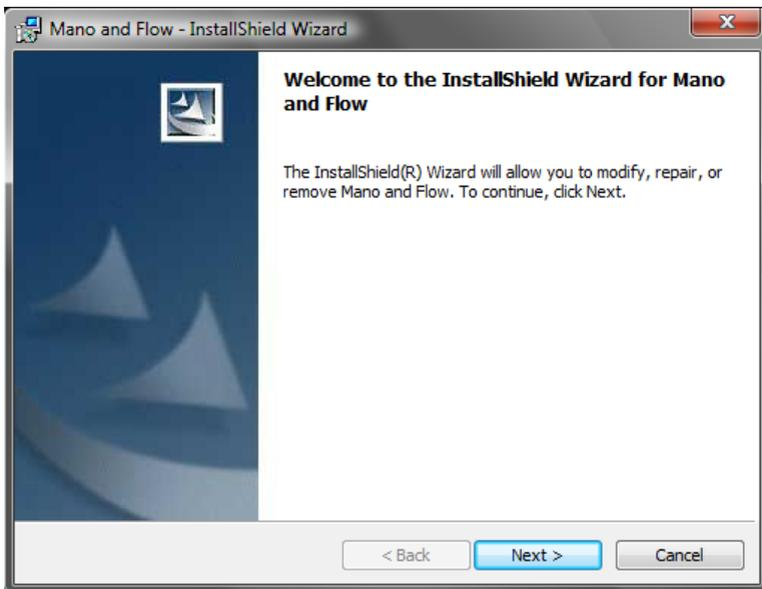 Mano and Flow - InstallShield Wizard
X
Welcome to the InstallShield Wizard for Mano
and Flow
The InstallShield(R) Wizard will allow you to modify, repair, or
remove Mano and Flow. To continue, click Next.
< Back
Next >
Cancel